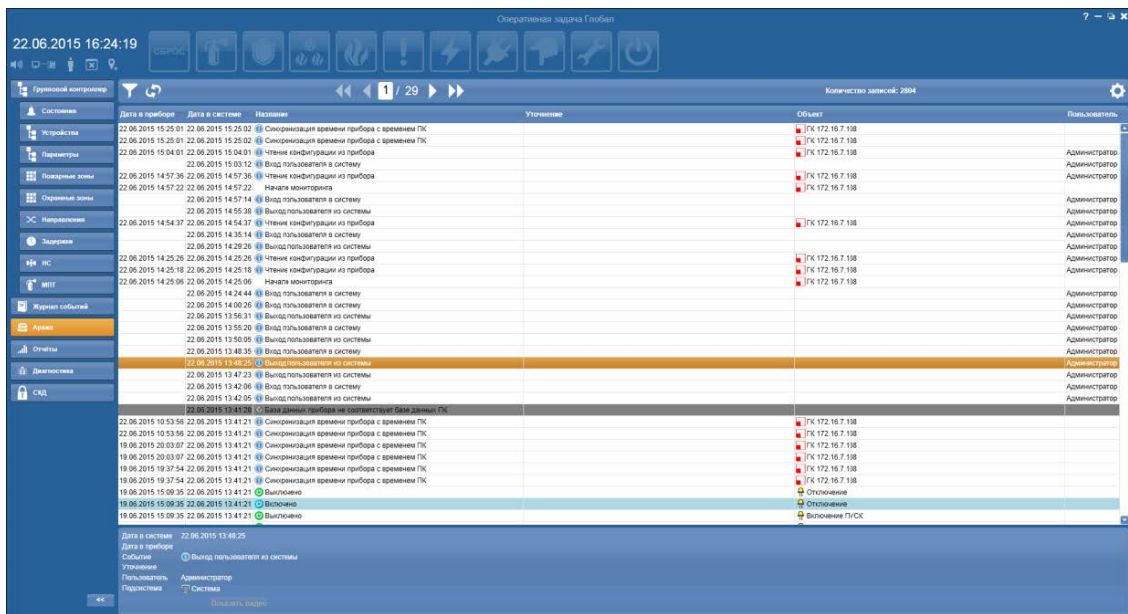 Оперативная задача Глобал
22.06.2015 16:24:19
СБРОС
Групповой контроллер
1 / 29
Количество записей: 2804
Состояния
Устройства
Параметры
Пожарные зоны
Охранные зоны
Направления
Задержки
НС
МПТ
Журнал событий
Архив
Отчёты
Диагностика
СКД
<<
Дата в приборе Дата в системе Название Уточнение Объект Пользователь
22.06.2015 15:25:01 22.06.2015 15:25:02 Синхронизация времени прибора с временем ПК ГК 172.16.7.138
22.06.2015 15:25:01 22.06.2015 15:25:02 Синхронизация времени прибора с временем ПК ГК 172.16.7.138
22.06.2015 15:04:01 22.06.2015 15:04:01 Чтение конфигурации из прибора ГК 172.16.7.138 Администратор
22.06.2015 15:03:12 Вход пользователя в систему Администратор
22.06.2015 14:57:36 22.06.2015 14:57:36 Чтение конфигурации из прибора ГК 172.16.7.138 Администратор
22.06.2015 14:57:22 22.06.2015 14:57:22 Начало мониторинга ГК 172.16.7.138
22.06.2015 14:57:14 Вход пользователя в систему Администратор
22.06.2015 14:55:38 Выход пользователя из системы Администратор
22.06.2015 14:54:37 22.06.2015 14:54:37 Чтение конфигурации из прибора ГК 172.16.7.138 Администратор
22.06.2015 14:35:14 Вход пользователя в систему Администратор
22.06.2015 14:29:26 Выход пользователя из системы Администратор
22.06.2015 14:25:26 22.06.2015 14:25:26 Чтение конфигурации из прибора ГК 172.16.7.138 Администратор
22.06.2015 14:25:18 22.06.2015 14:25:18 Чтение конфигурации из прибора ГК 172.16.7.138 Администратор
22.06.2015 14:25:06 22.06.2015 14:25:06 Начало мониторинга ГК 172.16.7.138
22.06.2015 14:24:44 Вход пользователя в систему Администратор
22.06.2015 14:00:26 Вход пользователя в систему Администратор
22.06.2015 13:56:31 Выход пользователя из системы Администратор
22.06.2015 13:55:20 Вход пользователя в систему Администратор
22.06.2015 13:50:05 Выход пользователя из системы Администратор
22.06.2015 13:48:35 Вход пользователя в систему Администратор
22.06.2015 13:48:25 Выход пользователя из системы Администратор
22.06.2015 13:47:23 Выход пользователя из системы Администратор
22.06.2015 13:42:06 Вход пользователя в систему Администратор
22.06.2015 13:42:05 Выход пользователя из системы Администратор
22.06.2015 13:41:28 База данных прибора не соответствует базе данных ПК
22.06.2015 10:53:56 22.06.2015 13:41:21 Синхронизация времени прибора с временем ПК ГК 172.16.7.138
22.06.2015 10:53:56 22.06.2015 13:41:21 Синхронизация времени прибора с временем ПК ГК 172.16.7.138
19.06.2015 20:03:07 22.06.2015 13:41:21 Синхронизация времени прибора с временем ПК ГК 172.16.7.138
19.06.2015 20:03:07 22.06.2015 13:41:21 Синхронизация времени прибора с временем ПК ГК 172.16.7.138
19.06.2015 19:37:54 22.06.2015 13:41:21 Синхронизация времени прибора с временем ПК ГК 172.16.7.138
19.06.2015 19:37:54 22.06.2015 13:41:21 Синхронизация времени прибора с временем ПК ГК 172.16.7.138
19.06.2015 15:09:35 22.06.2015 13:41:21 Выключено Отключение
19.06.2015 15:09:35 22.06.2015 13:41:21 Включено Отключение
19.06.2015 15:09:35 22.06.2015 13:41:21 Выключено Включение П/СК
Дата в системе 22.06.2015 13:48:25
Дата в приборе
Событие Выход пользователя из системы
Уточнение
Пользователь Администратор
Подсистема Система
Показать видео